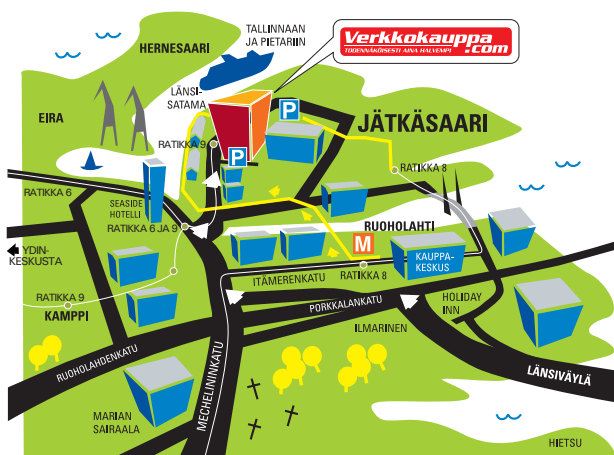 TALLINNAAN
JA PIETARIIN
Verkkokauppa
.com
TODENNÄKÖISESTI AINA HALVEMPI
HERNESAARI
LÄNSI-
SATAMA
EIRA
P
JÄTKÄSAARI
RATIKKA 9
P
RATIKKA 8
RATIKKA 6
SEASIDE
HOTELLI
RATIKKA 6 JA 9
RUOHOLAHTI
M
KAUPPA-
KESKUS
YDIN-
KESKUSTA
ITÄMERENKATU
RATIKKA 8
RATIKKA 9
KAMPPI
PORKKALANKATU
HOLIDAY
INN
ILMARINEN
RUOHOLAHDENKATU
MECHELININKATU
LÄNSIVÄYLÄ
MARIAN
SAIRAALA
HIETSU